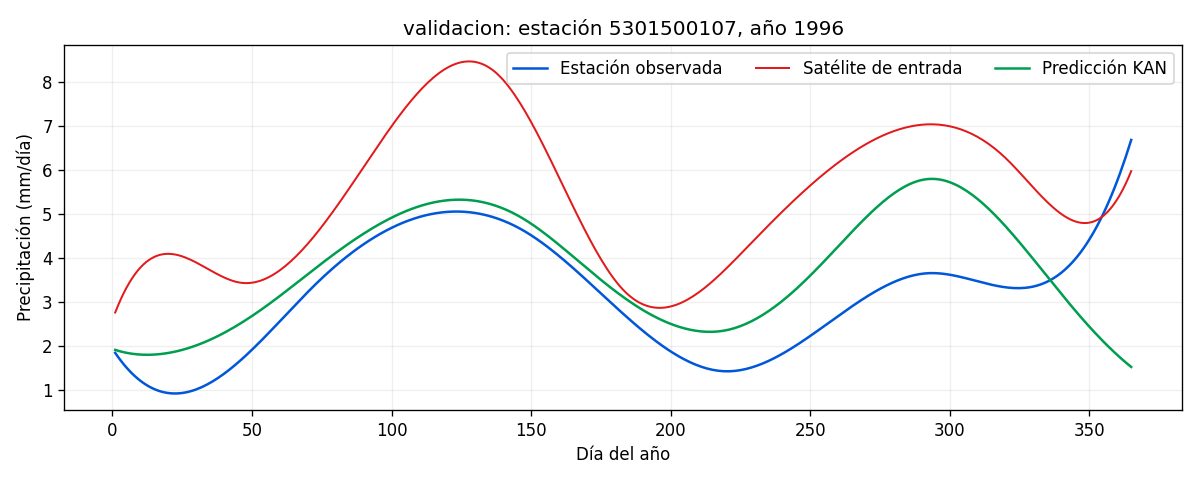 validacion: estación 5301500107, año 1996
Estación observada
Satélite de entrada
Predicción KAN
Precipitación (mm/día)
8
7
6
5
4
3
2
1
0
50
100
150
200
250
300
350
Día del año